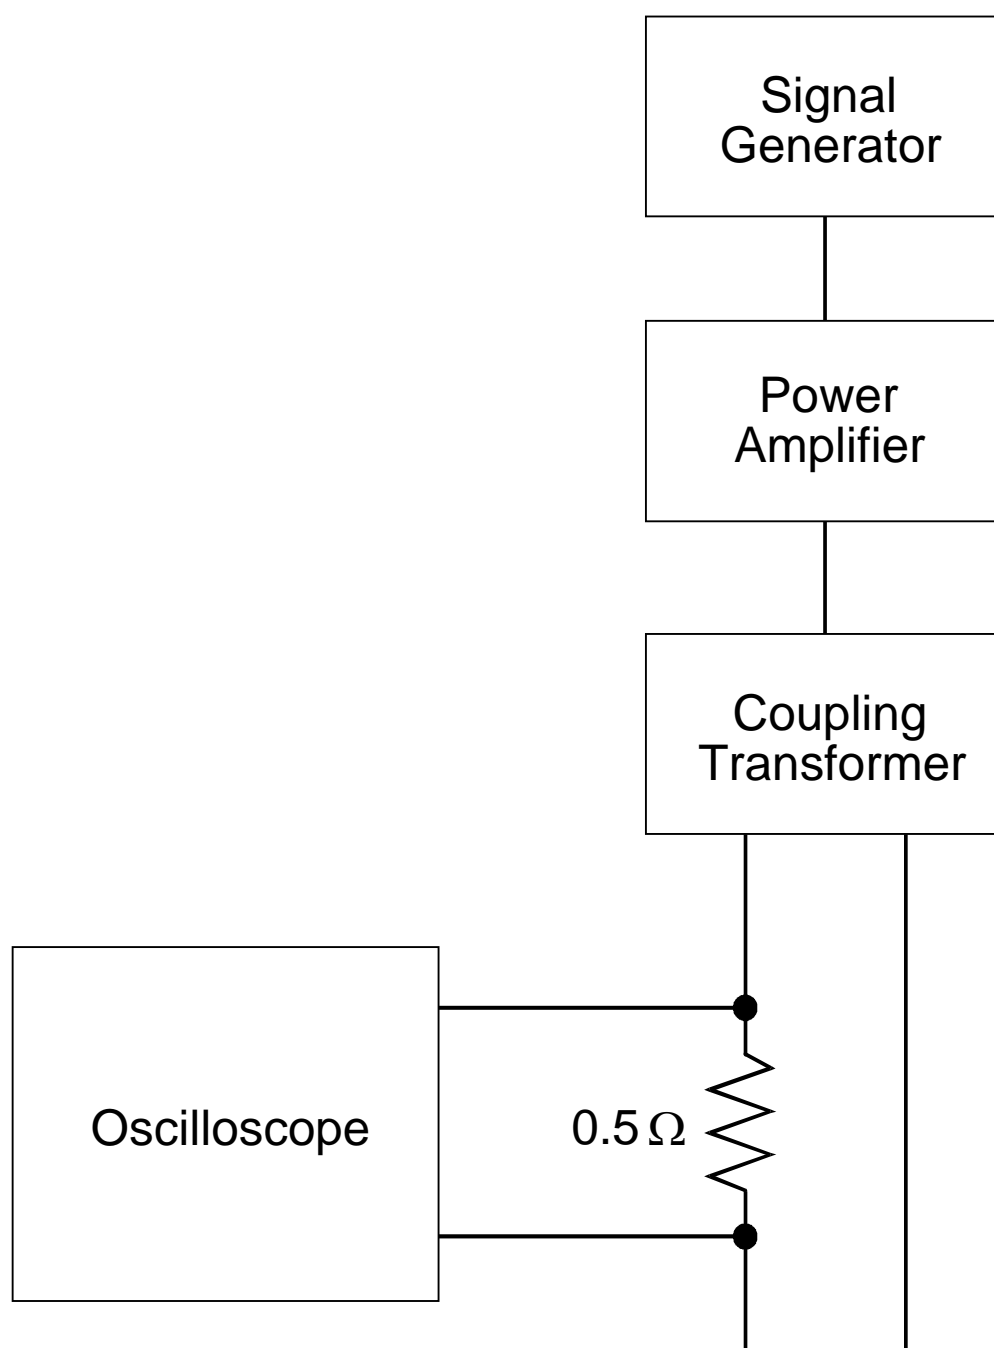 Signal
Generator
Power
Amplifier
Coupling
Transformer
Oscilloscope
0.5 Ω